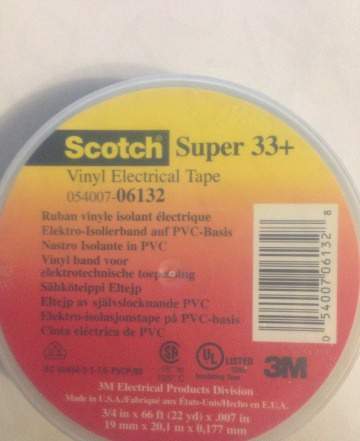 Scotch Super 33+
Vinyl Electrical Tape
054007-06132
Ruban vinyle isolant électrique
Elektro-Isolierband auf PVC-Basis
Nastro Isolante in PVC
Vinyl band voor
elektrotechnische toepassing
Sähköteippi Eltejp
Eltejp av självslocknande PVC
Elektro-isolasjonstape på PVC-basis
Cinta eléctrica de PVC
0 54007 06132 8
SA
UL LISTED
3M
3M Electrical Products Division
Made in U.S.A./Fabriqué aux États-Unis/Hecho en E.U.A.
3/4 in x 66 ft (22 yd) x .007 in
19 mm x 20,1 m x 0,177 mm